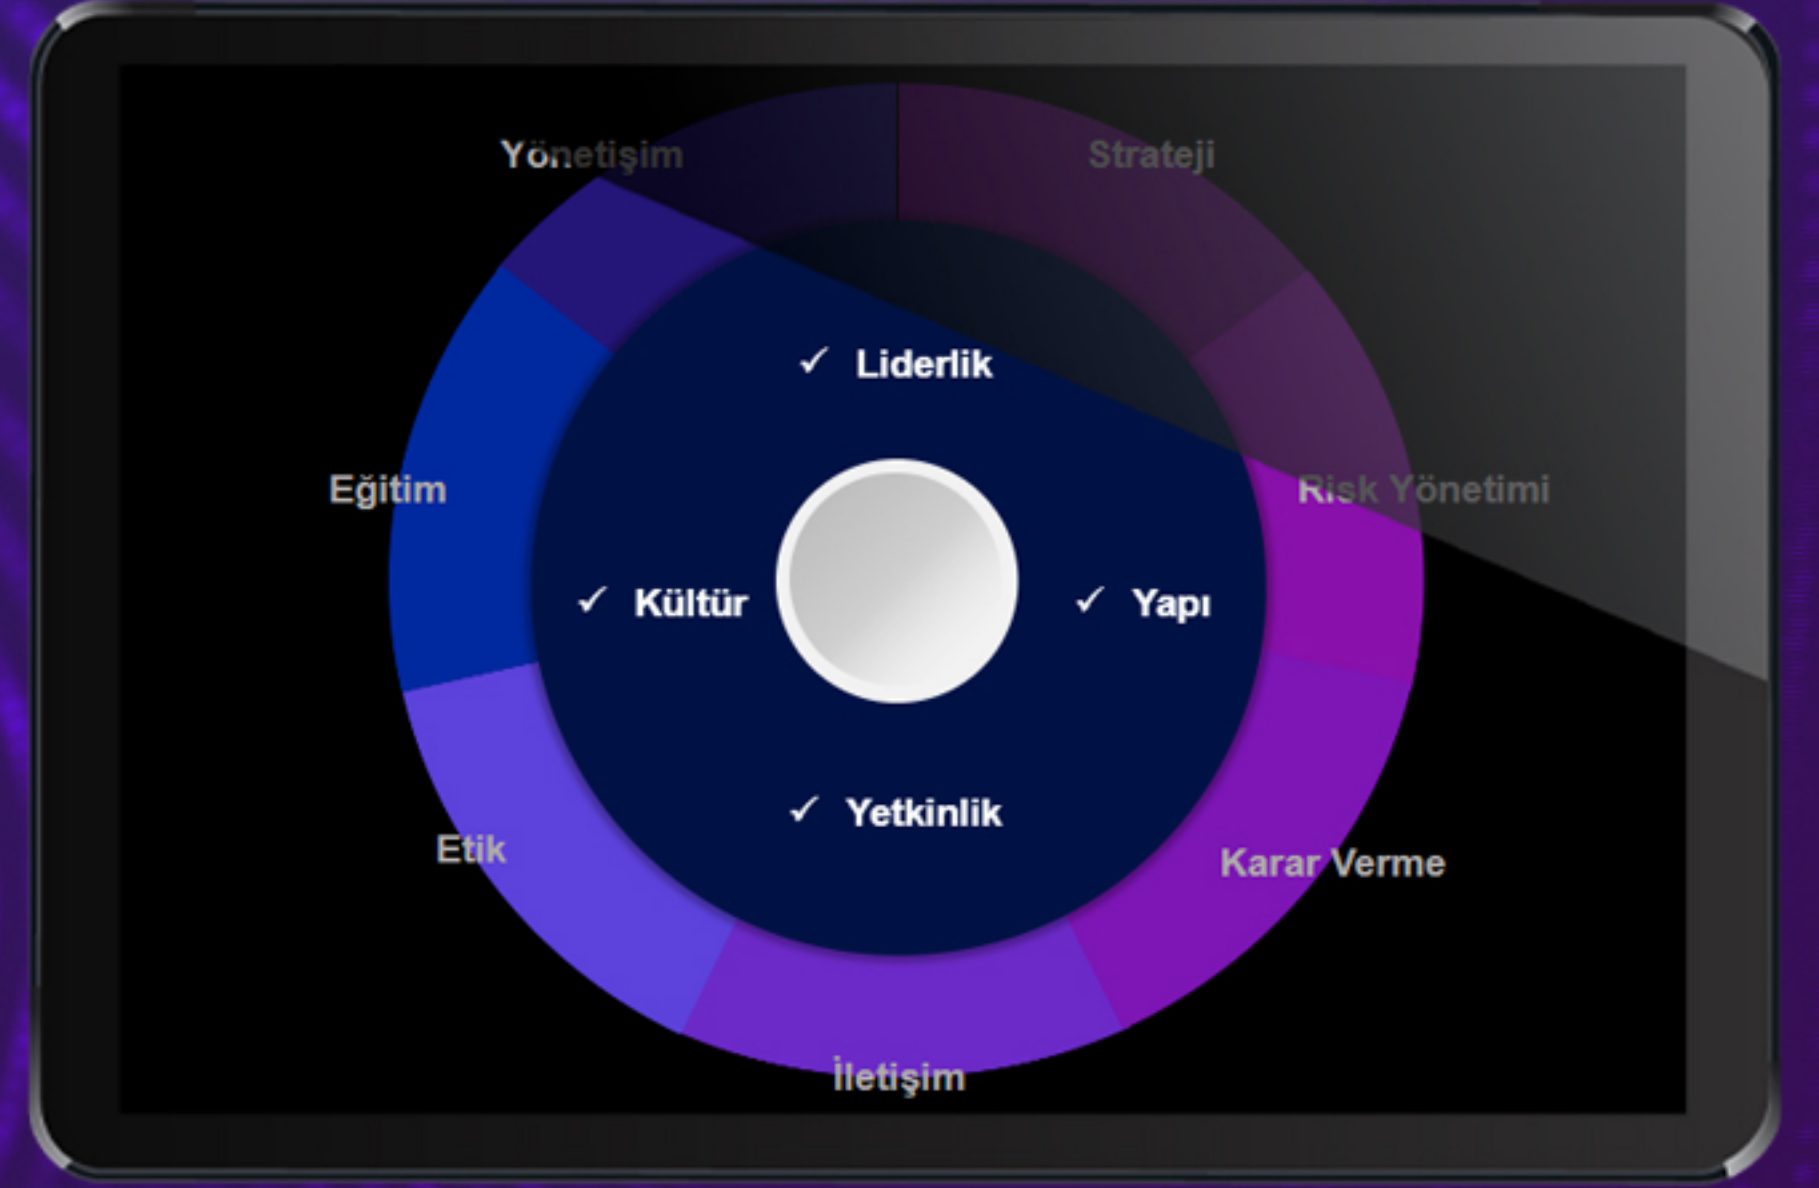 Yönetişim
Strateji
✓ Liderlik
Eğitim
Risk Yönetimi
✓ Kültür
✓ Yapı
✓ Yetkinlik
Etik
Karar Verme
İletişim